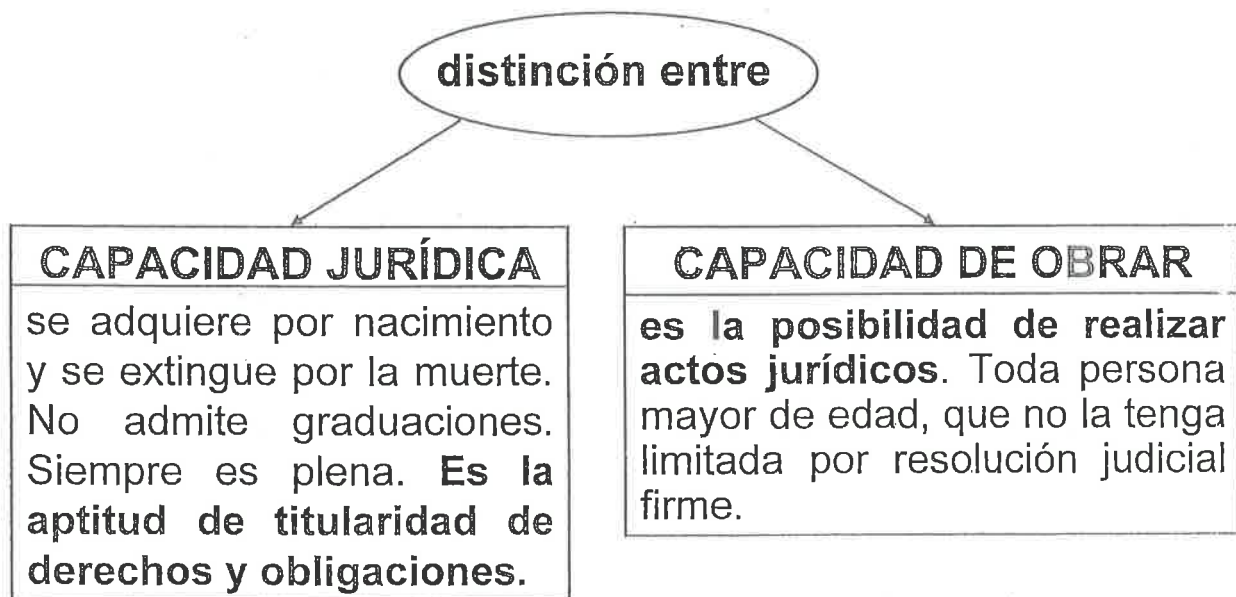 distinción entre
CAPACIDAD JURÍDICA
se adquiere por nacimiento
y se extingue por la muerte.
No admite graduaciones.
Siempre es plena. Es la
aptitud de titularidad de
derechos y obligaciones.
CAPACIDAD DE OBRAR
es la posibilidad de realizar
actos jurídicos. Toda persona
mayor de edad, que no la tenga
limitada por resolución judicial
firme.